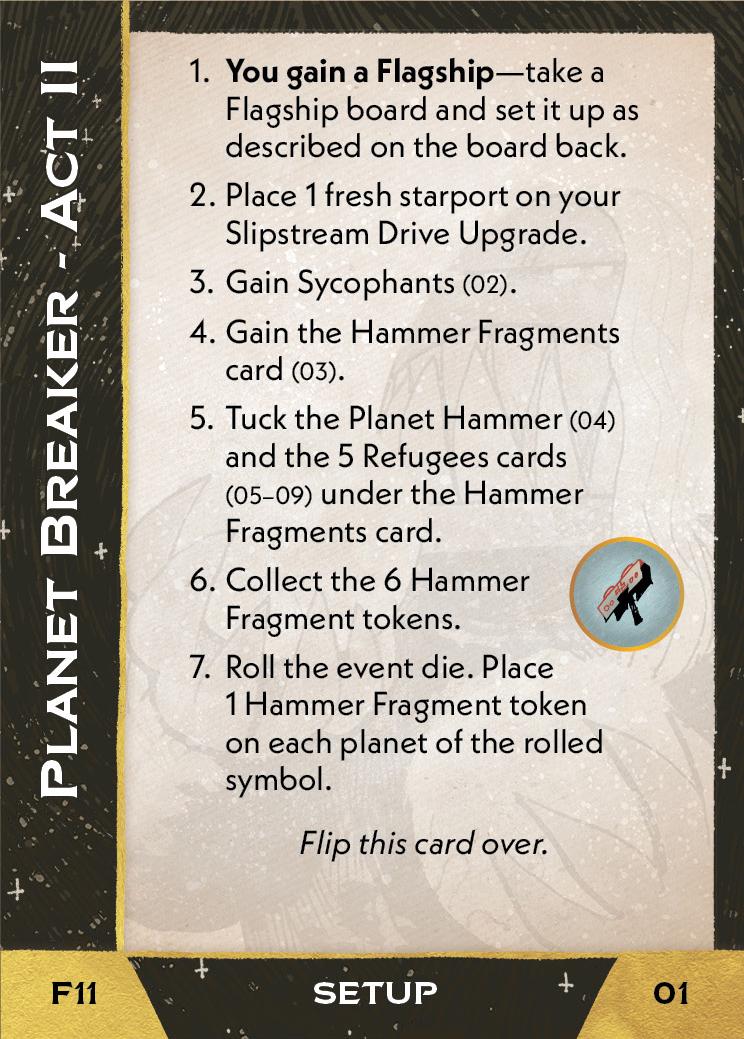 PLANET BREAKER - ACT II
1. You gain a Flagship—take a
Flagship board and set it up as
described on the board back.
2. Place 1 fresh starport on your
Slipstream Drive Upgrade.
3. Gain Sycophants (02).
4. Gain the Hammer Fragments
card (03).
5. Tuck the Planet Hammer (04)
and the 5 Refugees cards
(05–09) under the Hammer
Fragments card.
6. Collect the 6 Hammer
Fragment tokens.
7. Roll the event die. Place
1 Hammer Fragment token
on each planet of the rolled
symbol.
Flip this card over.
F11
SETUP
01